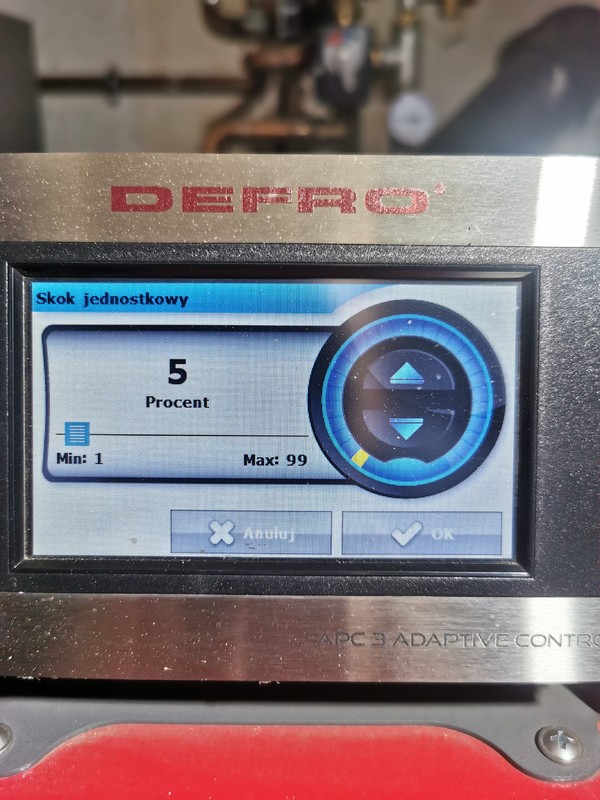 DEFRO
Skok jednostkowy
5
Procent
Min: 1
Max: 99
Anuluj
OK
APC 3 ADAPTIVE CONTRO